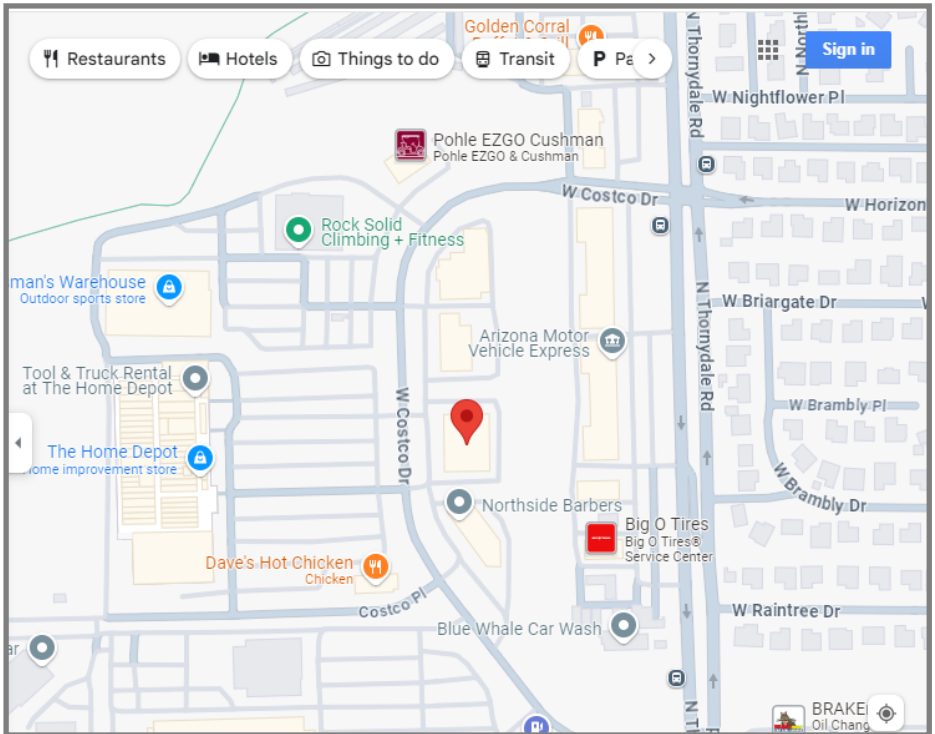 Golden Corral
Restaurants
Hotels
Things to do
Transit
P
Pa
Sign in
N Thornydale Rd
W Nightflower Pl
Pohle EZGO Cushman
Pohle EZGO & Cushman
W Costco Dr
W Horizon
Rock Solid
Climbing + Fitness
man's Warehouse
Outdoor sports store
W Briargate Dr
N Thornydale Rd
Arizona Motor
Vehicle Express
Tool & Truck Rental
at The Home Depot
W Costco Dr
W Brambly Pl
The Home Depot
ome improvement store
W Brambly Dr
Northside Barbers
Big O Tires
Big O Tires®
Service Center
Dave's Hot Chicken
Chicken
Costco Pl
W Raintree Dr
Blue Whale Car Wash
ar
N Th
BRAKE
Oil Chang